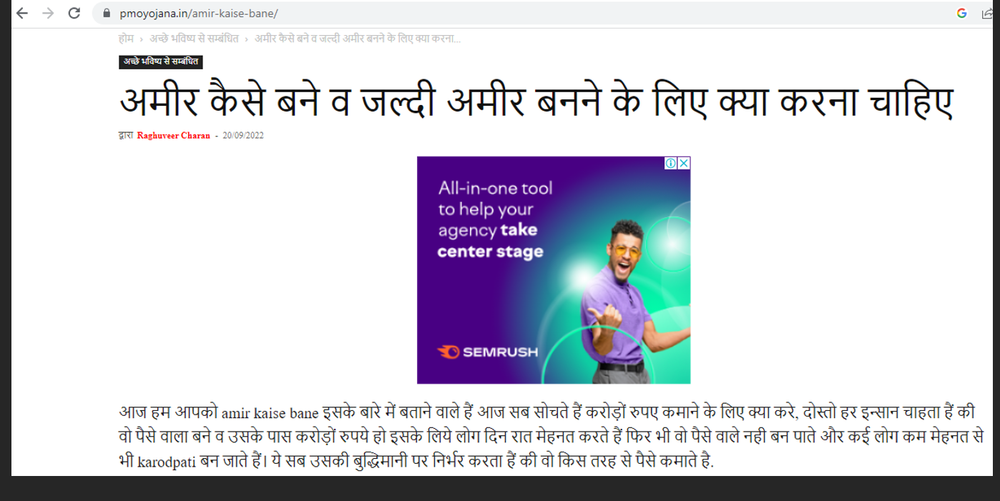 pmoyojana.in/amir-kaise-bane/
होम › अच्छे भविष्य से सम्बंधित › अमीर कैसे बने व जल्दी अमीर बनने के लिए क्या करना...
अच्छे भविष्य से सम्बंधित
अमीर कैसे बने व जल्दी अमीर बनने के लिए क्या करना चाहिए
द्वारा Raghuveer Charan - 20/09/2022
All-in-one tool
to help your
agency take
center stage
SEMRUSH
आज हम आपको amir kaise bane इसके बारे में बताने वाले हैं आज सब सोचते हैं करोड़ों रुपए कमाने के लिए क्या करे, दोस्तो हर इन्सान चाहता हैं की
वो पैसे वाला बने व उसके पास करोड़ों रुपये हो इसके लिये लोग दिन रात मेहनत करते हैं फिर भी वो पैसे वाले नही बन पाते और कई लोग कम मेहनत से
भी karodpati बन जाते हैं। ये सब उसकी बुद्धिमानी पर निर्भर करता हैं की वो किस तरह से पैसे कमाते है.